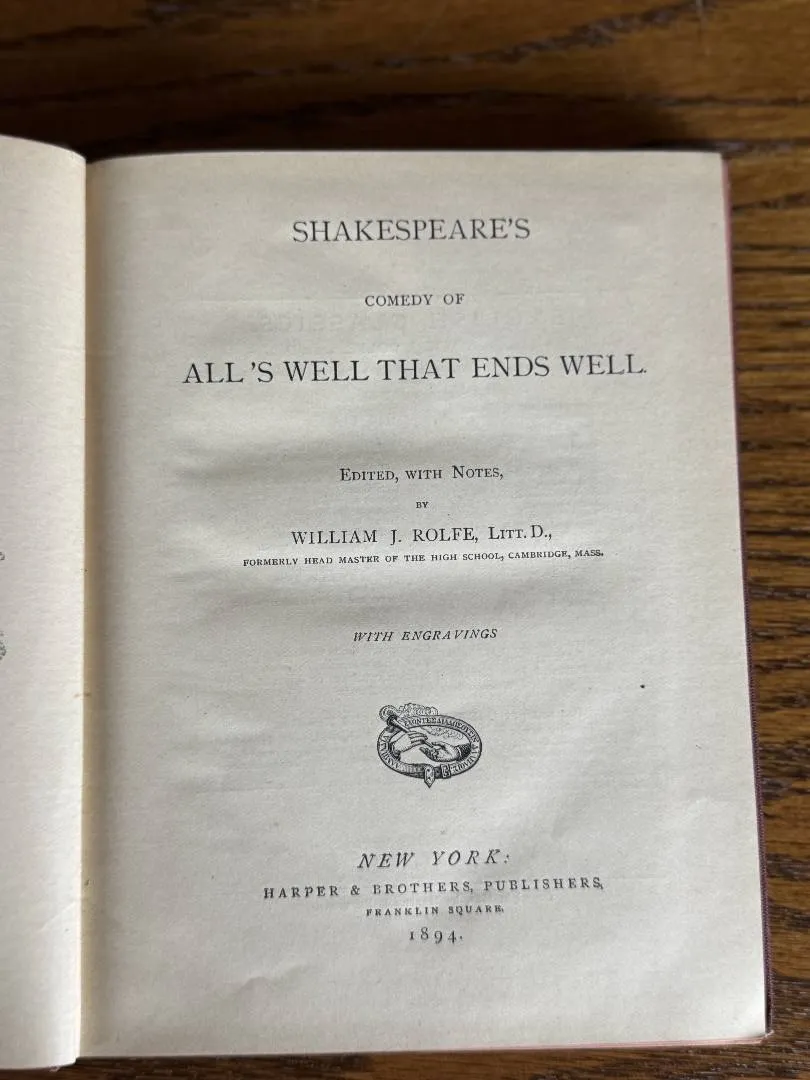 SHAKESPEARE'S
COMEDY OF
ALL 'S WELL THAT ENDS WELL.
EDITED, WITH NOTES,
BY
WILLIAM J. ROLFE, LITT. D.,
FORMERLY HEAD MASTER OF THE HIGH SCHOOL, CAMBRIDGE, MASS.
WITH ENGRAVINGS
NEW YORK:
HARPER & BROTHERS, PUBLISHERS,
FRANKLIN SQUARE.
1894.